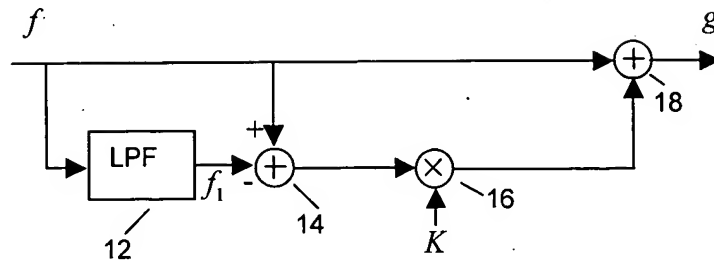 f
g
+
+
18
LPF
f₁
-
+
×
14
16
12
K